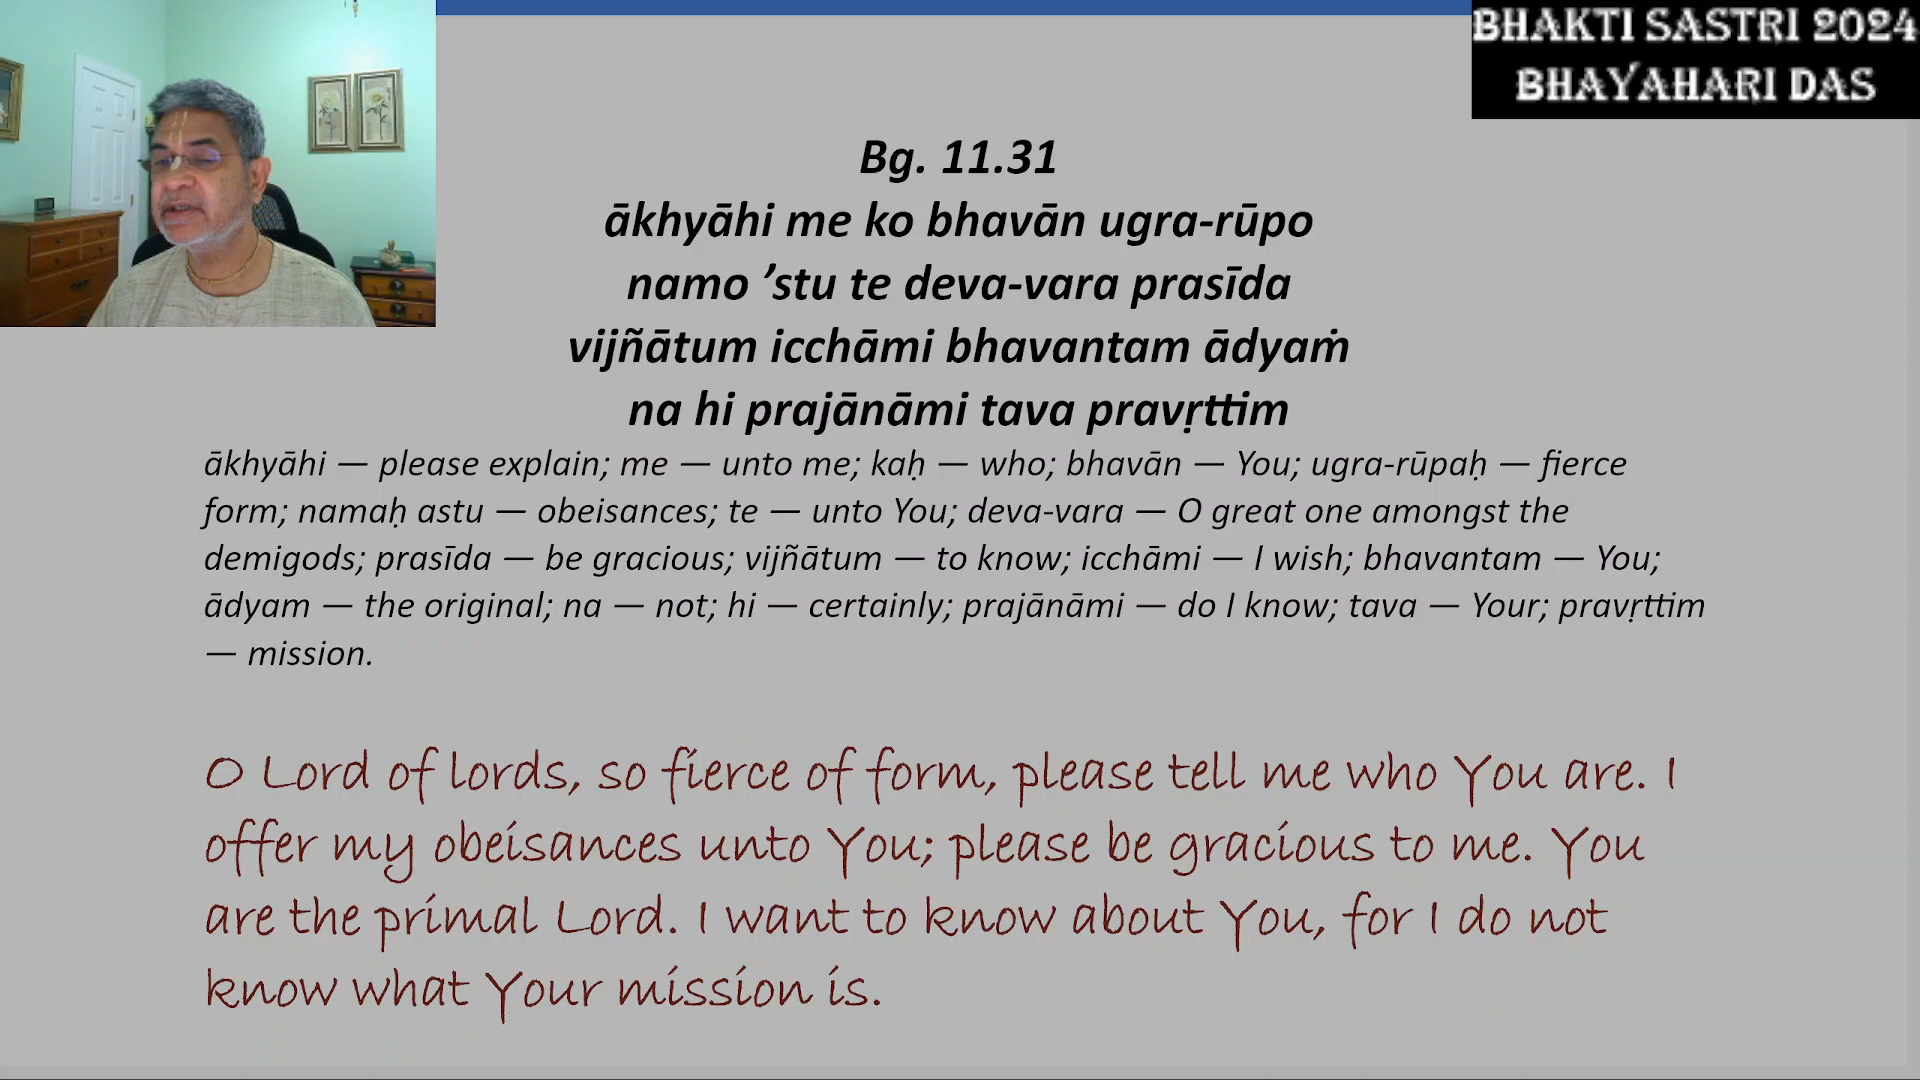 BHAKTI SASTRI 2024
BHAYAHARI DAS
Bg. 11.31
ākhyāhi me ko bhavān ugra-rūpo
namo ’stu te deva-vara prasīda
vijñātum icchāmi bhavantam ādyaṁ
na hi prajānāmi tava pravṛttim
ākhyāhi — please explain; me — unto me; kaḥ — who; bhavān — You; ugra-rūpaḥ — fierce
form; namaḥ astu — obeisances; te — unto You; deva-vara — O great one amongst the
demigods; prasīda — be gracious; vijñātum — to know; icchāmi — I wish; bhavantam — You;
ādyam — the original; na — not; hi — certainly; prajānāmi — do I know; tava — Your; pravṛttim
— mission.
O Lord of lords, so fierce of form, please tell me who You are. I
offer my obeisances unto You; please be gracious to me. You
are the primal Lord. I want to know about You, for I do not
know what Your mission is.